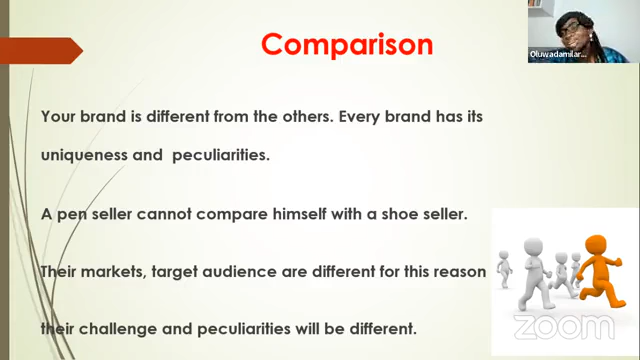 Comparison
Oluwadamilar...
Your brand is different from the others. Every brand has its
uniqueness and peculiarities.
A pen seller cannot compare himself with a shoe seller.
Their markets, target audience are different for this reason
their challenge and peculiarities will be different.
zoom